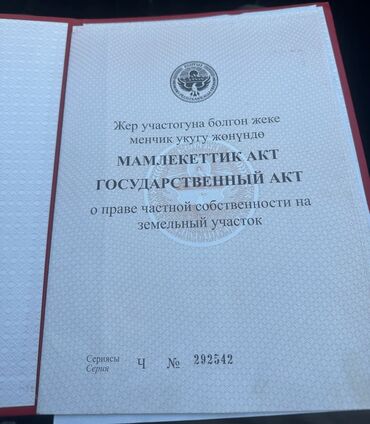 Жер участогуна болгон жеке
менчик укугу жөнүндө
МАМЛЕКЕТТИК АКТ
ГОСУДАРСТВЕННЫЙ АКТ
о праве частной собственности на
земельный участок
Сериясы
Серия
Ч № 292542